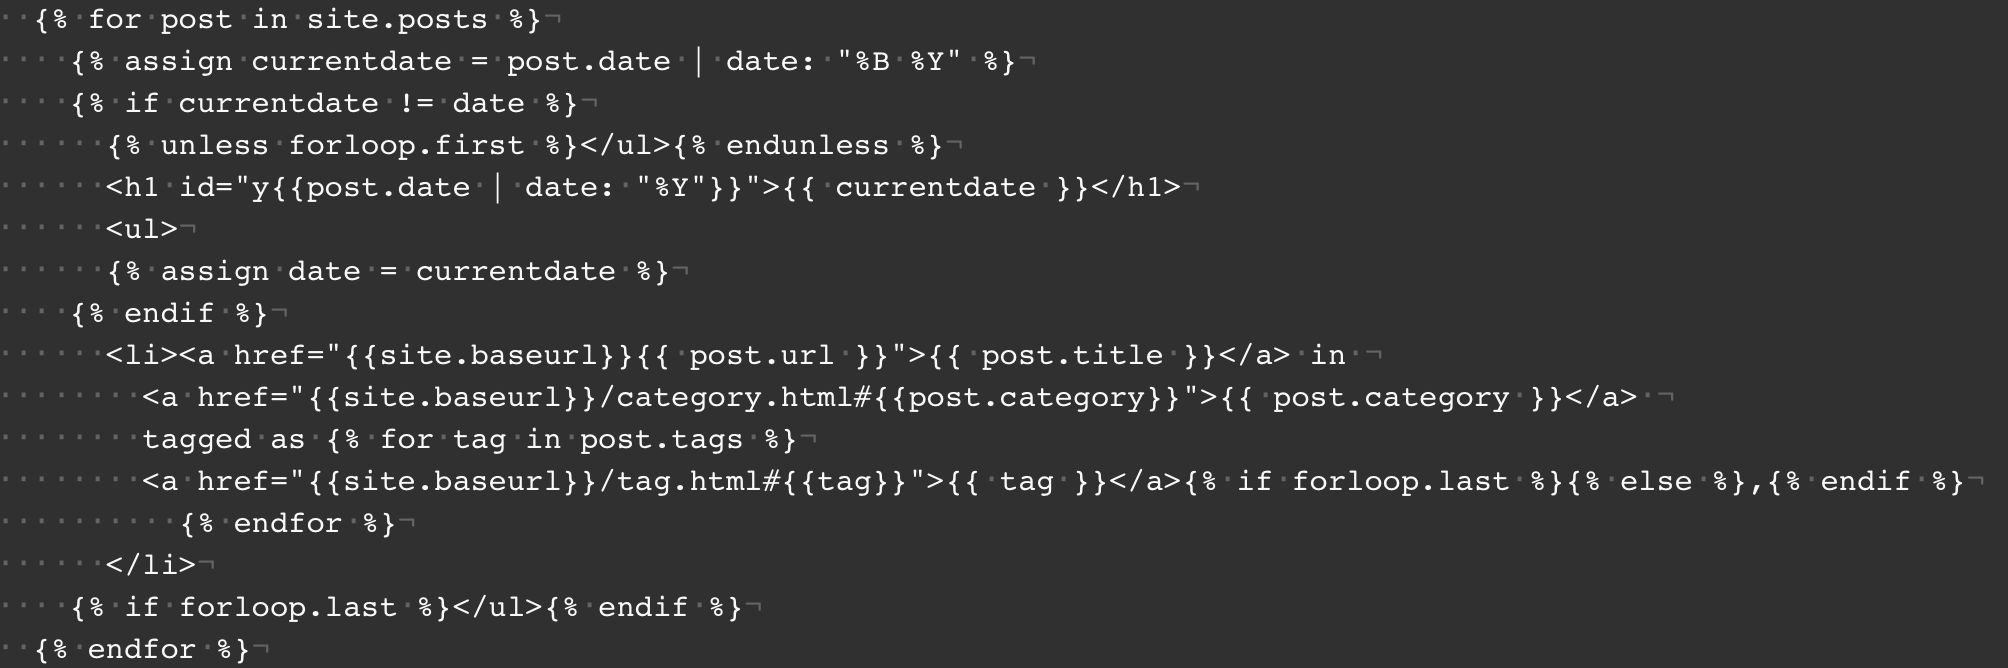 {% for post in site.posts %}¬
    {% assign currentdate = post.date | date: "%B %Y" %}¬
    {% if currentdate != date %}¬
      {% unless forloop.first %}</ul>{% endunless %}¬
      <h1 id="y{{post.date | date: "%Y"}}">{{ currentdate }}</h1>¬
      <ul>¬
      {% assign date = currentdate %}¬
    {% endif %}¬
      <li><a href="{{site.baseurl}}{{ post.url }}">{{ post.title }}</a> in ¬
        <a href="{{site.baseurl}}/category.html#{{post.category}}">{{ post.category }}</a> ¬
        tagged as {% for tag in post.tags %}¬
        <a href="{{site.baseurl}}/tag.html#{{tag}}">{{ tag }}</a>{% if forloop.last %}{% else %},{% endif %}¬
          {% endfor %}¬
      </li>¬
    {% if forloop.last %}</ul>{% endif %}¬
  {% endfor %}¬